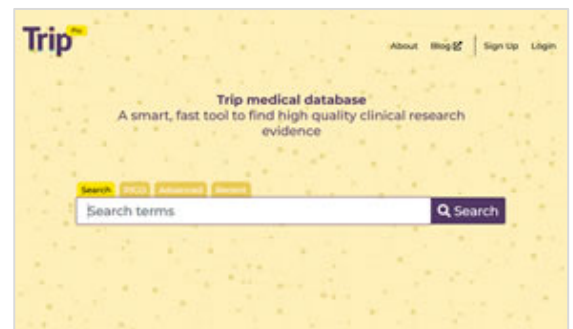 Trip Pro
About Blog Sign Up Login
Trip medical database
A smart, fast tool to find high quality clinical research
evidence
Search PICO Advanced Recent
Search terms
Search